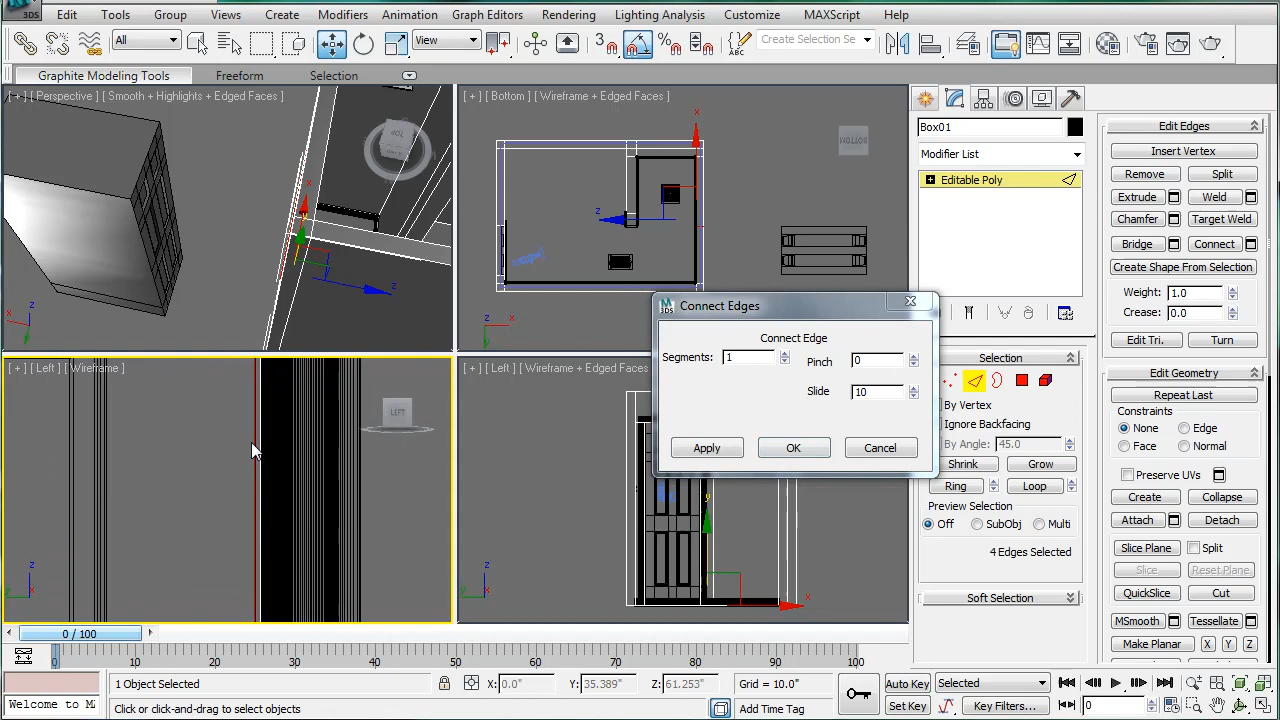 3DS
Edit Tools Group Views Create Modifiers Animation Graph Editors Rendering Lighting Analysis Customize MAXScript Help
All View 3 Create Selection Se
Graphite Modeling Tools Freeform Selection
[ + ] [ Perspective ] [ Smooth + Highlights + Edged Faces ]
TOP
x
z
z
x
[ + ] [ Bottom ] [ Wireframe + Edged Faces ]
BOTTOM
x
z
z
x
[ + ] [ Left ] [ Wireframe ]
LEFT
z
y
[ + ] [ Left ] [ Wireframe + Edged Faces
y
x
z
y
Connect Edges
Connect Edge
Segments: 1
Pinch 0
Slide 10
Apply OK Cancel
Box01
Modifier List
Editable Poly
Selection
By Vertex
Ignore Backfacing
By Angle: 45.0
Shrink Grow
Ring Loop
Preview Selection
Off SubObj Multi
4 Edges Selected
Soft Selection
Edit Edges
Insert Vertex
Remove Split
Extrude Weld
Chamfer Target Weld
Bridge Connect
Create Shape From Selection
Weight: 1.0
Crease: 0.0
Edit Tri. Turn
Edit Geometry
Repeat Last
Constraints
None Edge
Face Normal
Preserve UVs
Create Collapse
Attach Detach
Slice Plane Split
Slice Reset Plane
QuickSlice Cut
MSmooth Tessellate
Make Planar X Y Z
0 / 100
0 10 20 30 40 50 60 70 80 90 100
1 Object Selected X: 0.0" Y: 35.389" Z: 61.253" Grid = 10.0" Auto Key Selected
Welcome to M Click or click-and-drag to select objects Add Time Tag Set Key Key Filters... 0